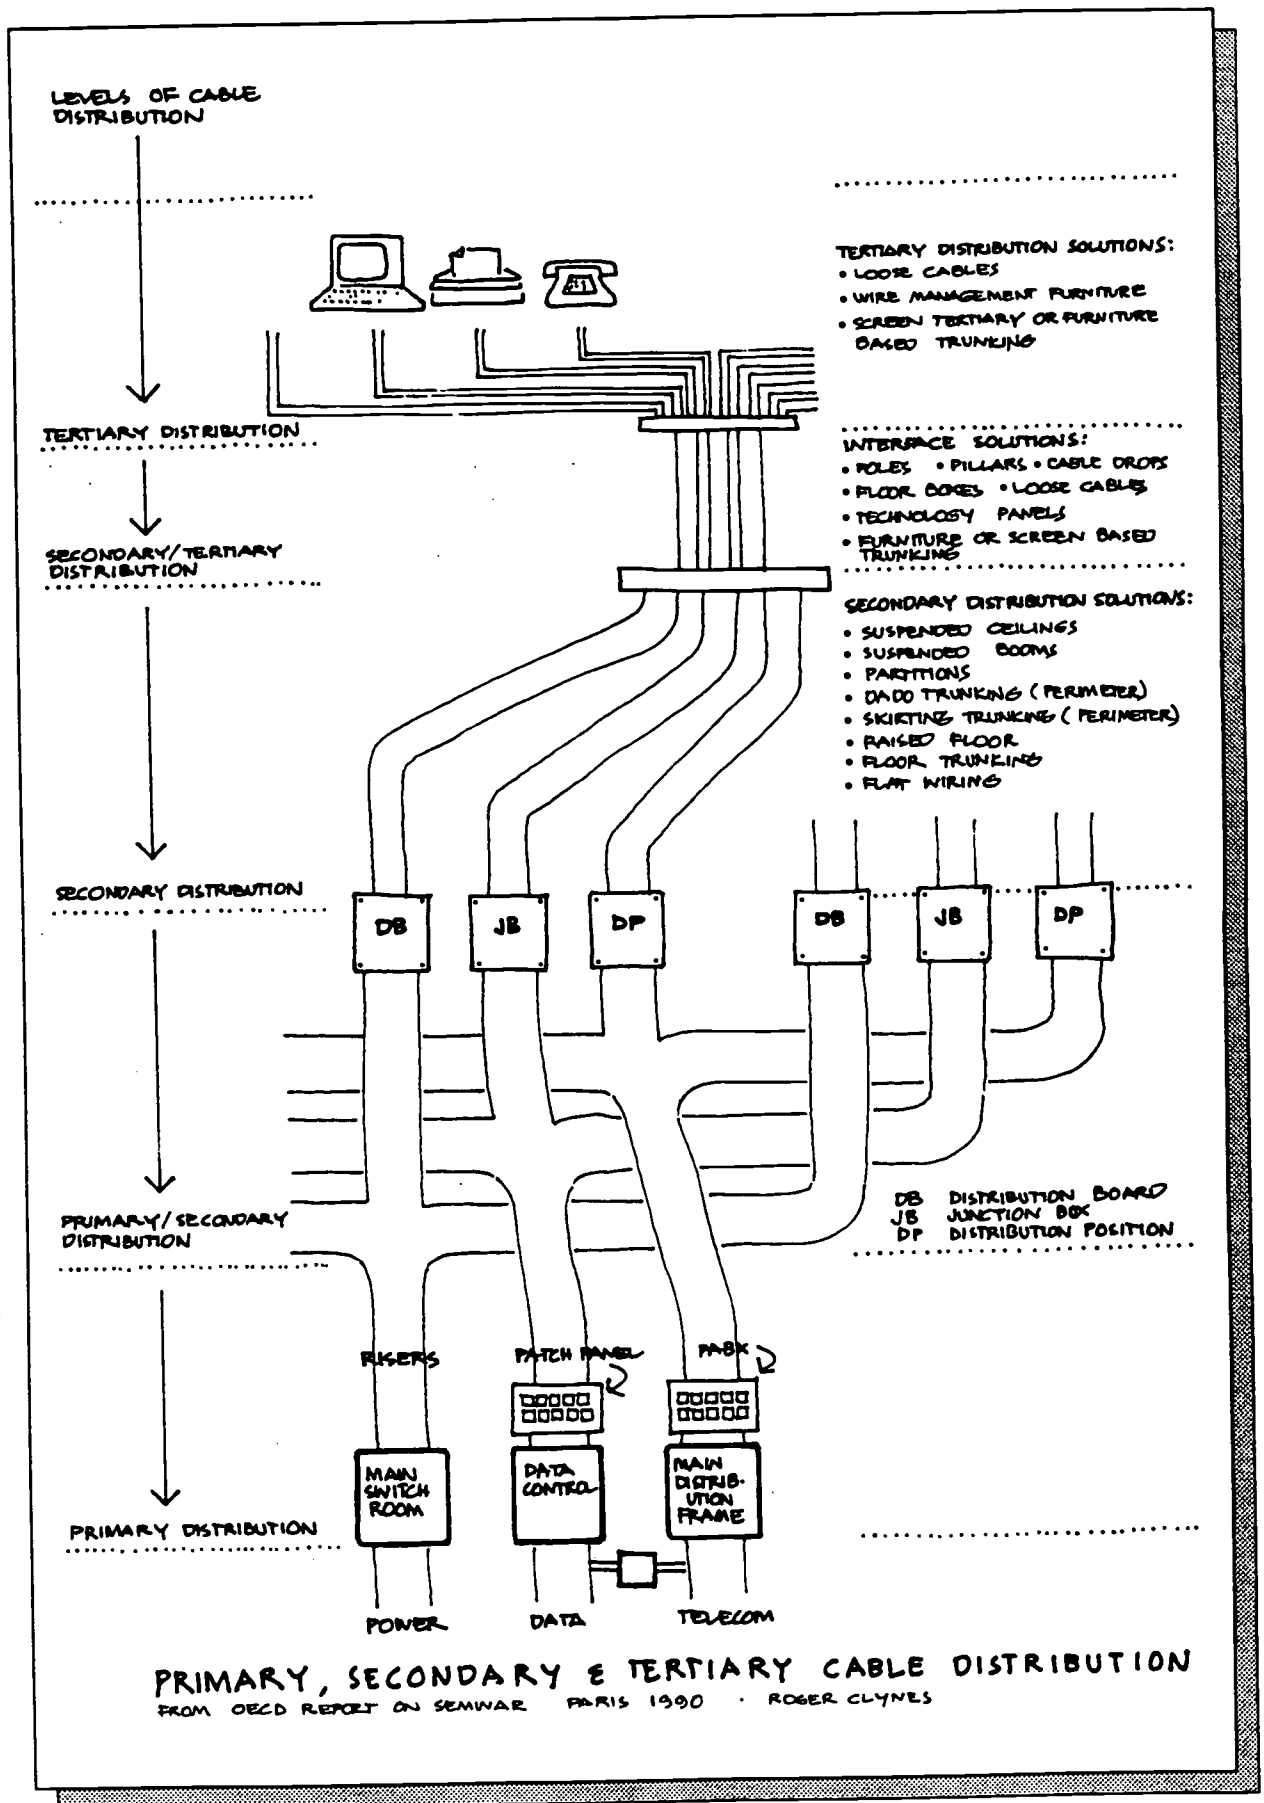 LEVELS OF CABLE
DISTRIBUTION
TERTIARY DISTRIBUTION SOLUTIONS:
• LOOSE CABLES
• WIRE MANAGEMENT FURNITURE
• SCREEN TERTIARY OR FURNITURE
BASED TRUNKING
TERTIARY DISTRIBUTION
INTERFACE SOLUTIONS:
• POLES • PILLARS • CABLE DROPS
• FLOOR BOXES • LOOSE CABLES
• TECHNOLOGY PANELS
• FURNITURE OR SCREEN BASED
TRUNKING
SECONDARY/TERTIARY
DISTRIBUTION
SECONDARY DISTRIBUTION SOLUTIONS:
• SUSPENDED CEILINGS
• SUSPENDED BOOMS
• PARTITIONS
• DADO TRUNKING (PERIMETER)
• SKIRTING TRUNKING (PERIMETER)
• RAISED FLOOR
• FLOOR TRUNKING
• FLAT WIRING
SECONDARY DISTRIBUTION
DB JB DP DB JB DP
DB DISTRIBUTION BOARD
JB JUNCTION BOX
DP DISTRIBUTION POSITION
PRIMARY/SECONDARY
DISTRIBUTION
RISERS PATCH PANEL PABX
MAIN
SWITCH
ROOM
DATA
CONTROL
MAIN
DISTRIB-
UTION
FRAME
PRIMARY DISTRIBUTION
POWER DATA TELECOM
PRIMARY, SECONDARY & TERTIARY CABLE DISTRIBUTION
FROM OECD REPORT ON SEMINAR PARIS 1990 · ROGER CLYNES